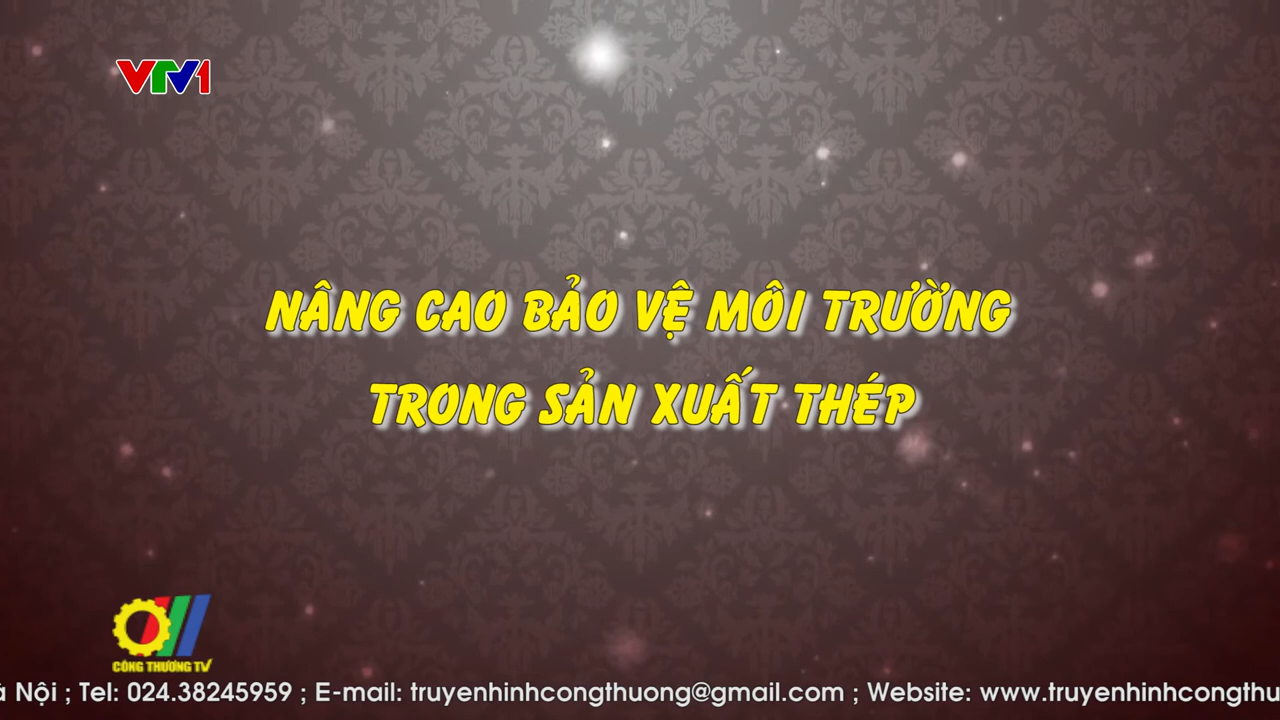 VTV1
NÂNG CAO BẢO VỆ MÔI TRƯỜNG
TRONG SẢN XUẤT THÉP
CÔNG THƯƠNG TV
à Nội ; Tel: 024.38245959 ; E-mail: truyenhinhcongthuong@gmail.com ; Website: www.truyenhinhcongthu